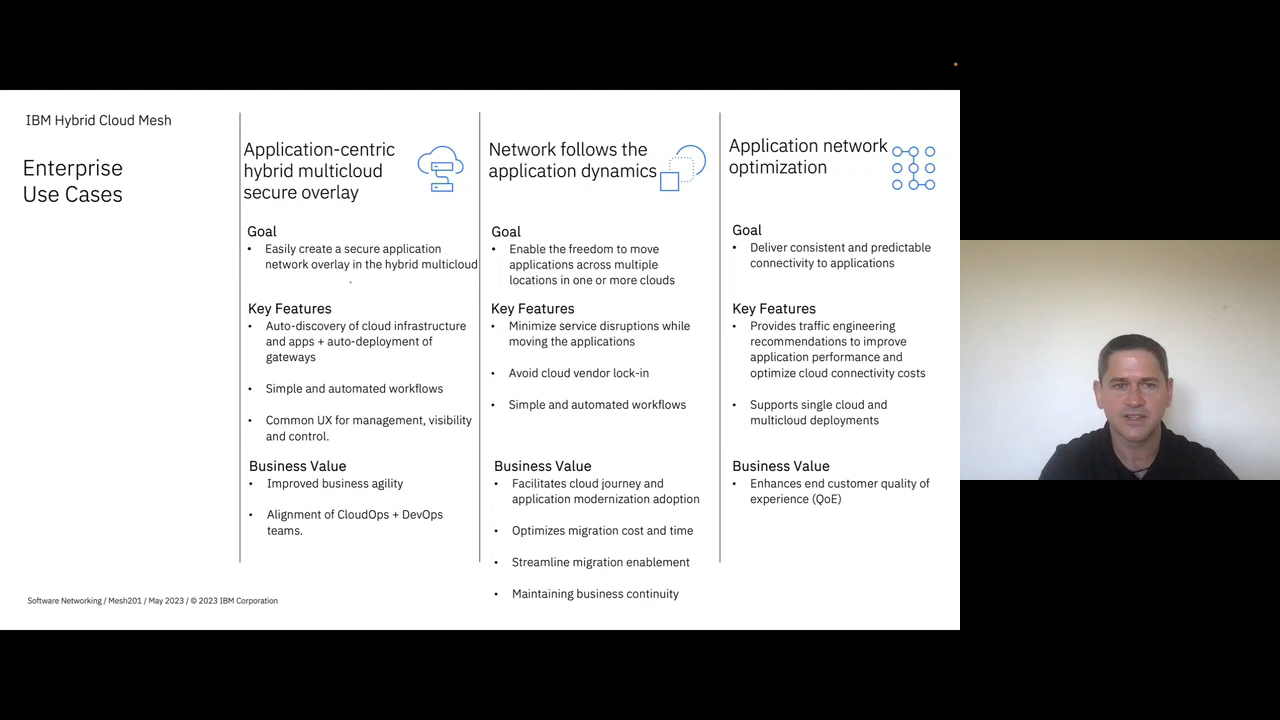 IBM Hybrid Cloud Mesh
Enterprise
Use Cases
Application-centric
hybrid multicloud
secure overlay
Goal
• Easily create a secure application
network overlay in the hybrid multicloud
Key Features
• Auto-discovery of cloud infrastructure
and apps + auto-deployment of
gateways
• Simple and automated workflows
• Common UX for management, visibility
and control.
Business Value
• Improved business agility
• Alignment of CloudOps + DevOps
teams.
Network follows the
application dynamics
Goal
• Enable the freedom to move
applications across multiple
locations in one or more clouds
Key Features
• Minimize service disruptions while
moving the applications
• Avoid cloud vendor lock-in
• Simple and automated workflows
Business Value
• Facilitates cloud journey and
application modernization adoption
• Optimizes migration cost and time
• Streamline migration enablement
• Maintaining business continuity
Application network
optimization
Goal
• Deliver consistent and predictable
connectivity to applications
Key Features
• Provides traffic engineering
recommendations to improve
application performance and
optimize cloud connectivity costs
• Supports single cloud and
multicloud deployments
Business Value
• Enhances end customer quality of
experience (QoE)
Software Networking / Mesh201 / May 2023 / © 2023 IBM Corporation